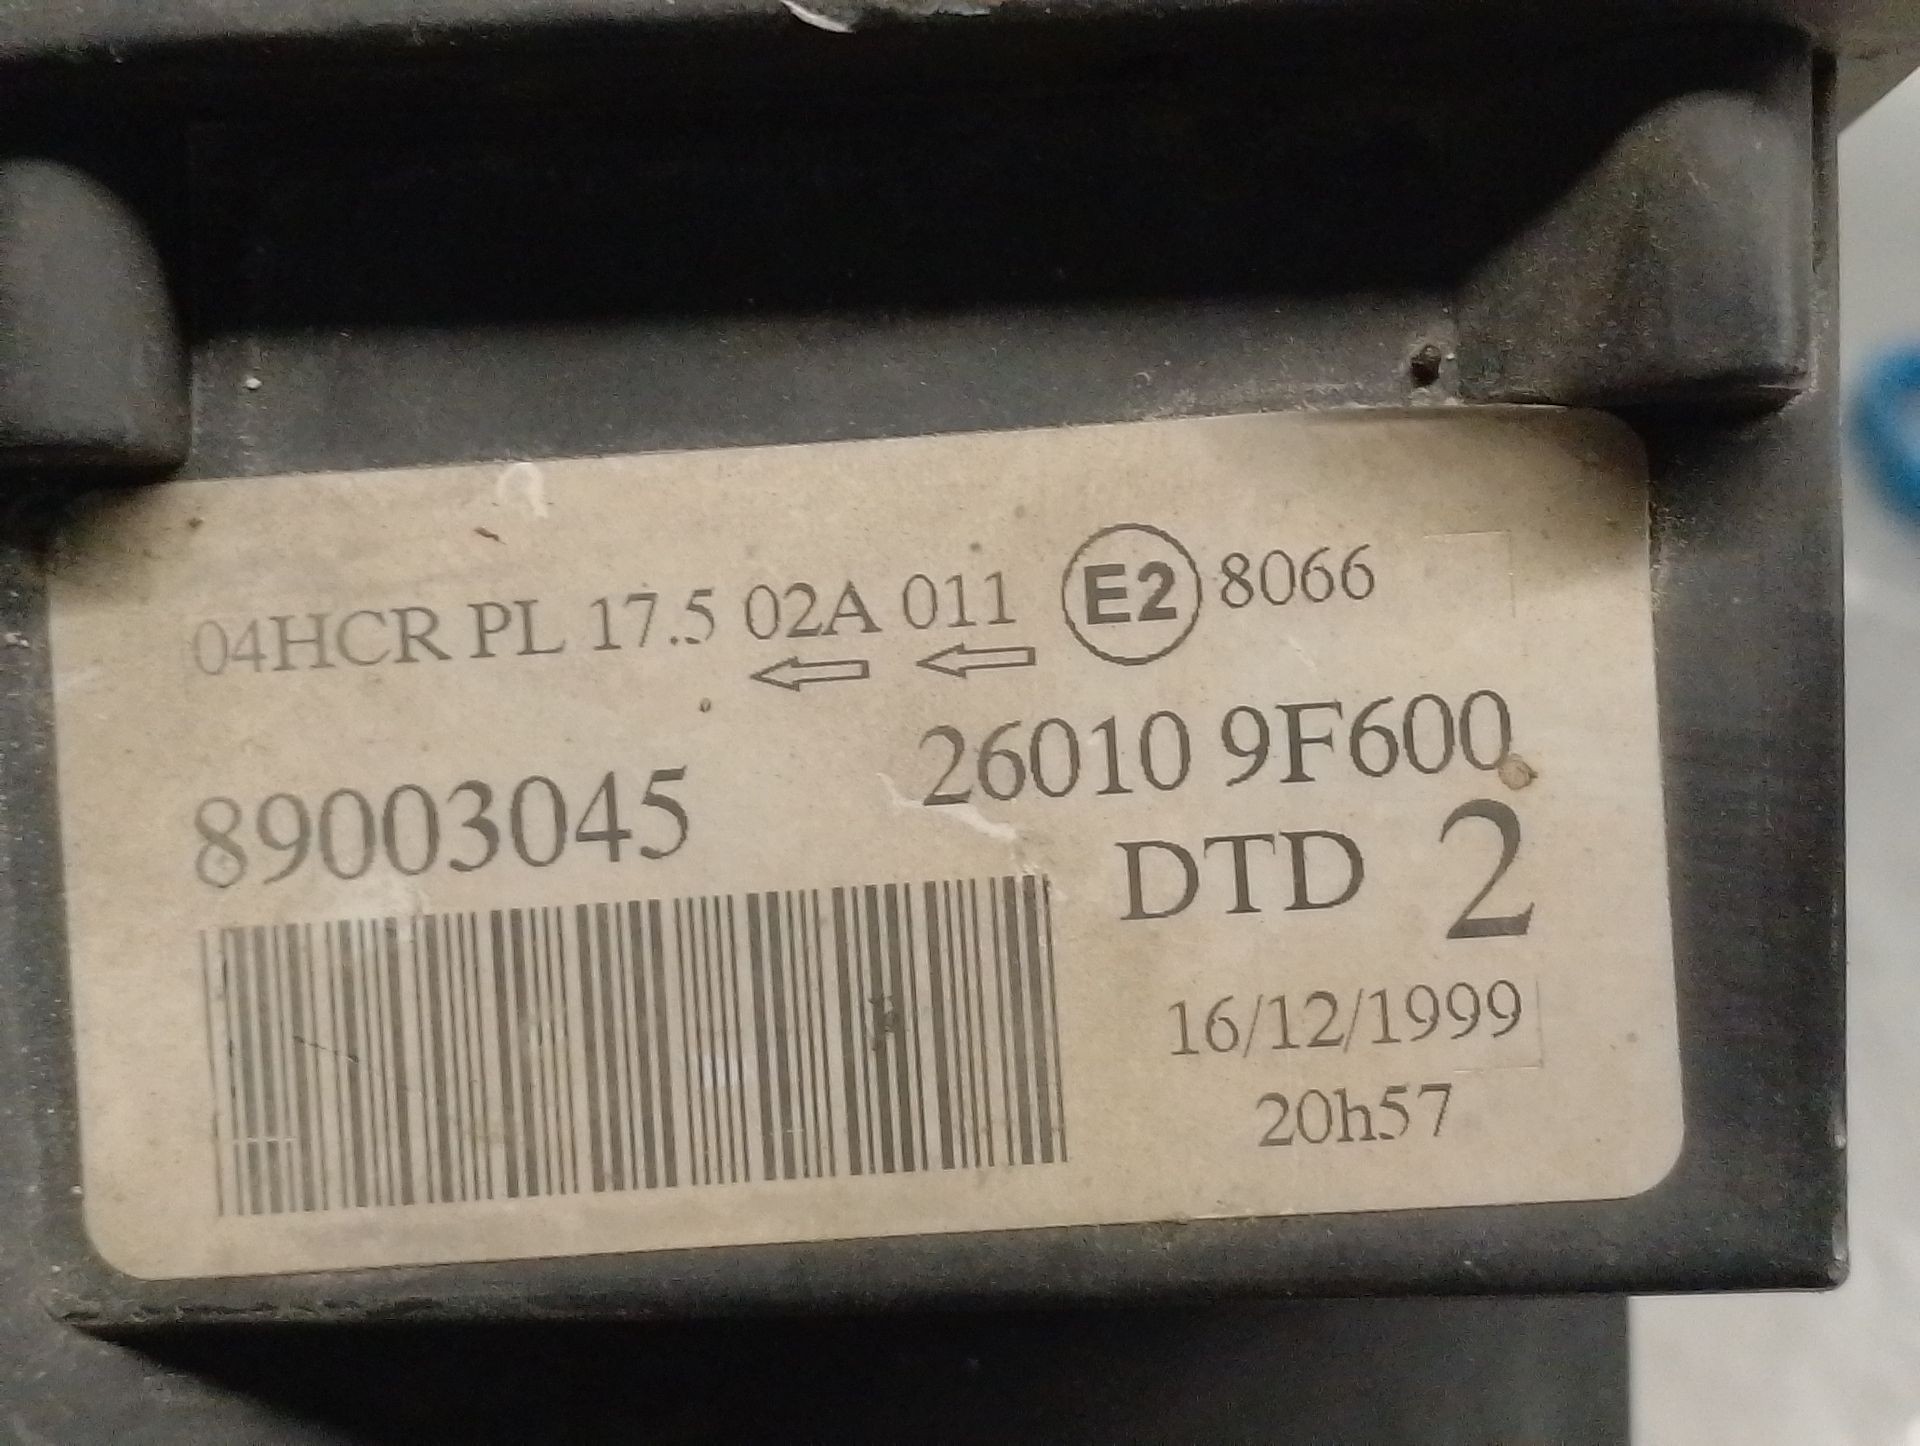 04HCR PL 17.5 02A 011 E2 8066
26010 9F600
89003045
DTD 2
16/12/1999
20h57